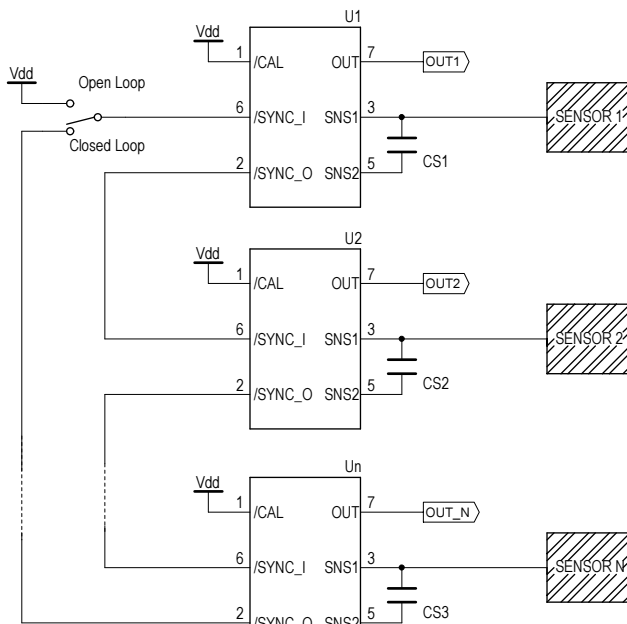 U1
Vdd
1 /CAL OUT 7 OUT1
Vdd
Open Loop
6 /SYNC_I SNS1 3 SENSOR 1
Closed Loop
2 /SYNC_O SNS2 5 CS1
U2
Vdd
1 /CAL OUT 7 OUT2
6 /SYNC_I SNS1 3 SENSOR 2
2 /SYNC_O SNS2 5 CS2
Un
Vdd
1 /CAL OUT 7 OUT_N
6 /SYNC_I SNS1 3 SENSOR N
2 /SYNC_O SNS2 5 CS3